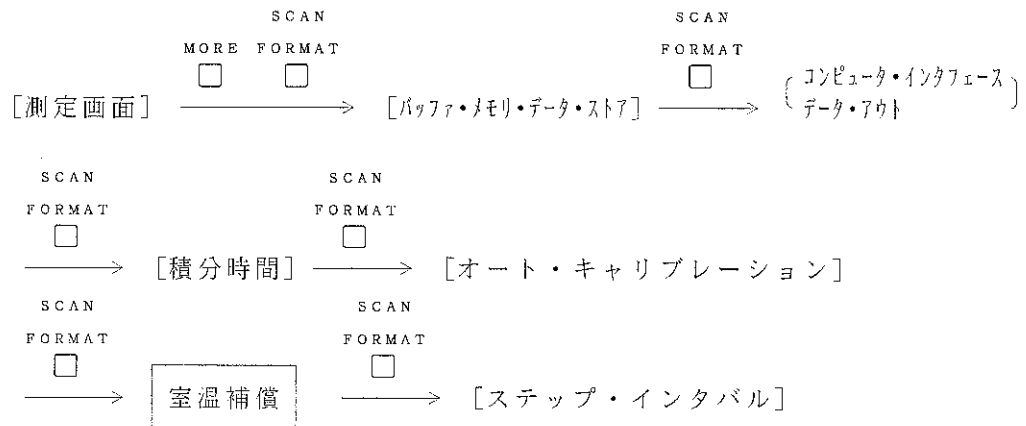 SCAN
MORE FORMAT
[測定画面] [バッファ・メモリ・データ・ストア]
SCAN
FORMAT
コンピュータ・インタフェース
データ・アウト
SCAN
FORMAT
[積分時間]
SCAN
FORMAT
[オート・キャリブレーション]
SCAN
FORMAT
室温補償
SCAN
FORMAT
[ステップ・インタバル]